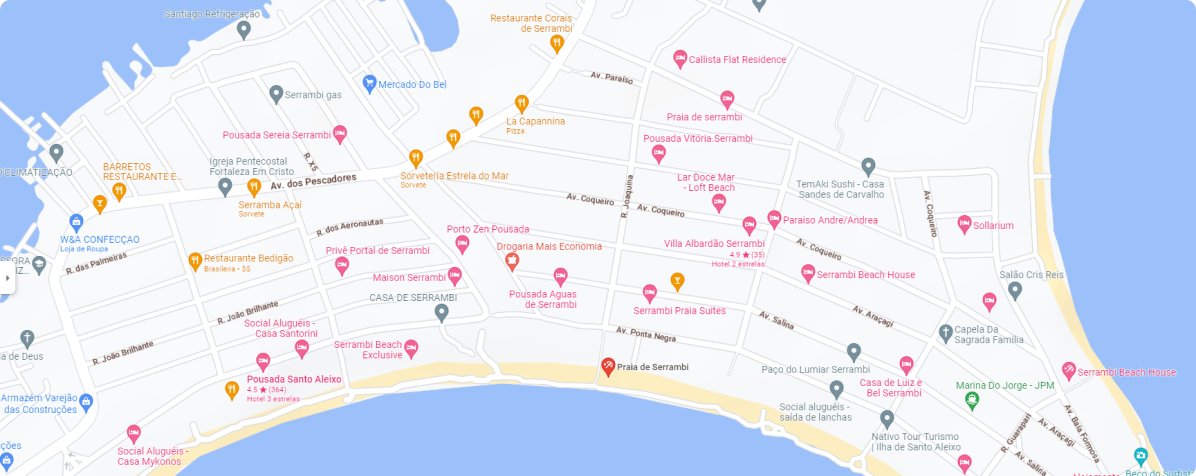 Santiago Refrigeração
Restaurante Corais
de Serrambi
Callista Flat Residence
Av. Paraíso
Mercado Do Bel
Serrambi gas
Praia de serrambi
La Capannina
Pizza
Pousada Sereia Serrambi
Pousada Vitória.Serrambi
R. X5
CLIMATIZAÇÃO
BARRETOS
RESTAURANTE E...
Igreja Pentecostal
Fortaleza Em Cristo
Av. dos Pescadores
Sorveteria Estrela do Mar
Sorvete
Lar Doce Mar
- Loft Beach
TemAki Sushi - Casa
Sandes de Carvalho
R. Joaquina
Av. Coqueiro
Av. Coqueiro
Av. Coqueiro
Serramba Açaí
Sorvete
W&A CONFECÇAO
Loja de Roupa
R. dos Aeronautas
Porto Zen Pousada
Paraiso Andre/Andrea
Sollarium
Villa Albardão Serrambi
4.9 ★ (35)
Hotel 2 estrelas
Av. Coqueiro
Privê Portal de Serrambi
Drogaria Mais Economia
R. das Palmeiras
Restaurante Bedigão
Brasileira • $$
Maison Serrambi
Serrambi Beach House
Salão Cris Reis
CASA DE SERRAMBI
Pousada Aguas
de Serrambi
Serrambi Praia Suites
R. João Brilhante
Av. Salina
Av. Araçagi
Social Aluguéis -
Casa Santorini
Av. Ponta Negra
Capela Da
Sagrada Família
R. João Brilhante
Serrambi Beach
Exclusive
a de Deus
Praia de Serrambi
Paço do Lumiar Serrambi
Serrambi Beach House
Pousada Santo Aleixo
4.5 ★ (364)
Hotel 3 estrelas
Casa de Luiz e
Bel Serrambi
Marina Do Jorge - JPM
Armazém Varejão
das Construções
Social aluguéis -
saída de lanchas
R. Guarapari
Av. Araçagi
Av. Baia Formosa
Nativo Tour Turismo
| Ilha de Santo Aleixo
Social Aluguéis -
Casa Mykonos
Av. Salina